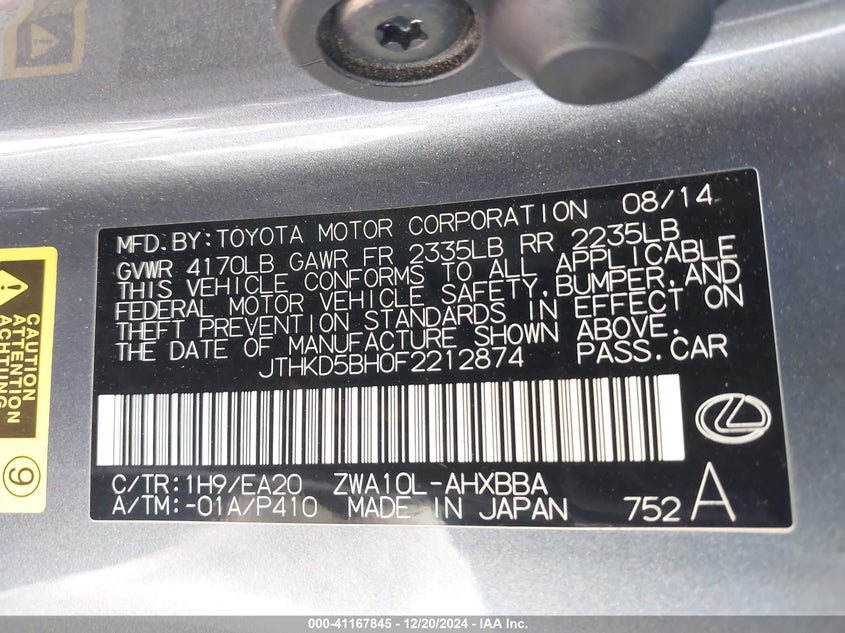 MFD. BY: TOYOTA MOTOR CORPORATION 08/14
GVWR 4170LB GAWR FR 2335LB RR 2235LB
THIS VEHICLE CONFORMS TO ALL APPLICABLE
FEDERAL MOTOR VEHICLE SAFETY, BUMPER, AND
THEFT PREVENTION STANDARDS IN EFFECT ON
THE DATE OF MANUFACTURE SHOWN ABOVE.
JTHKD5BH0F2212874 PASS. CAR
C/TR: 1H9/EA20 ZWA10L-AHXBBA
A/TM: -01A/P410 MADE IN JAPAN 752 A
CAUTION
ATTENTION
ACHTUNG
9
000-41167845 - 12/20/2024 - IAA Inc.